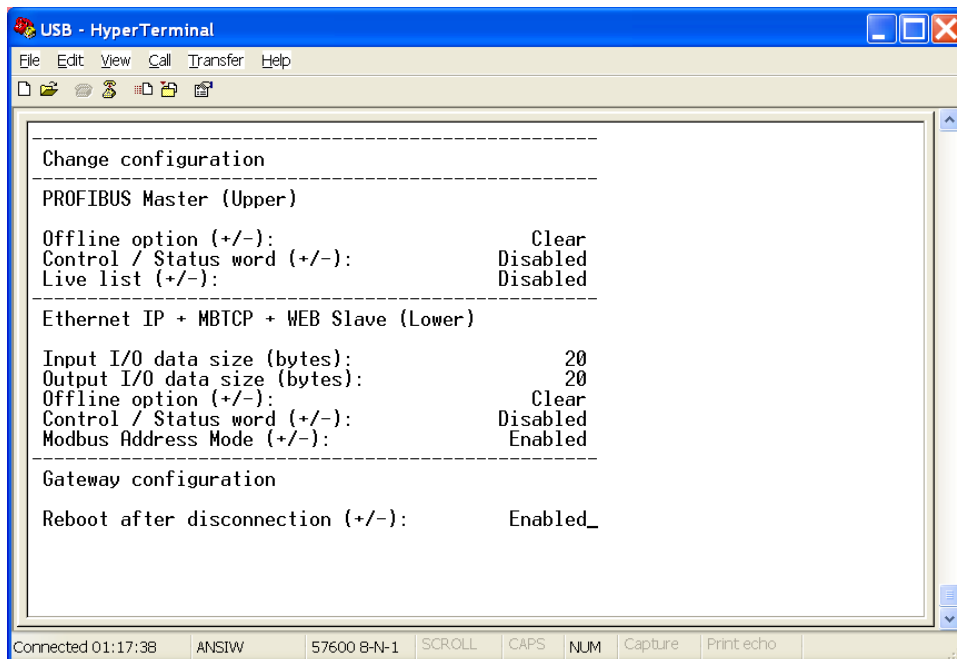 USB - HyperTerminal
File Edit View Call Transfer Help
Change configuration
PROFIBUS Master (Upper)
Offline option (+/-): Clear
Control / Status word (+/-): Disabled
Live list (+/-): Disabled
Ethernet IP + MBTCP + WEB Slave (Lower)
Input I/O data size (bytes): 20
Output I/O data size (bytes): 20
Offline option (+/-): Clear
Control / Status word (+/-): Disabled
Modbus Address Mode (+/-): Enabled
Gateway configuration
Reboot after disconnection (+/-): Enabled_
Connected 01:17:38 ANSIW 57600 8-N-1 SCROLL CAPS NUM Capture Print echo